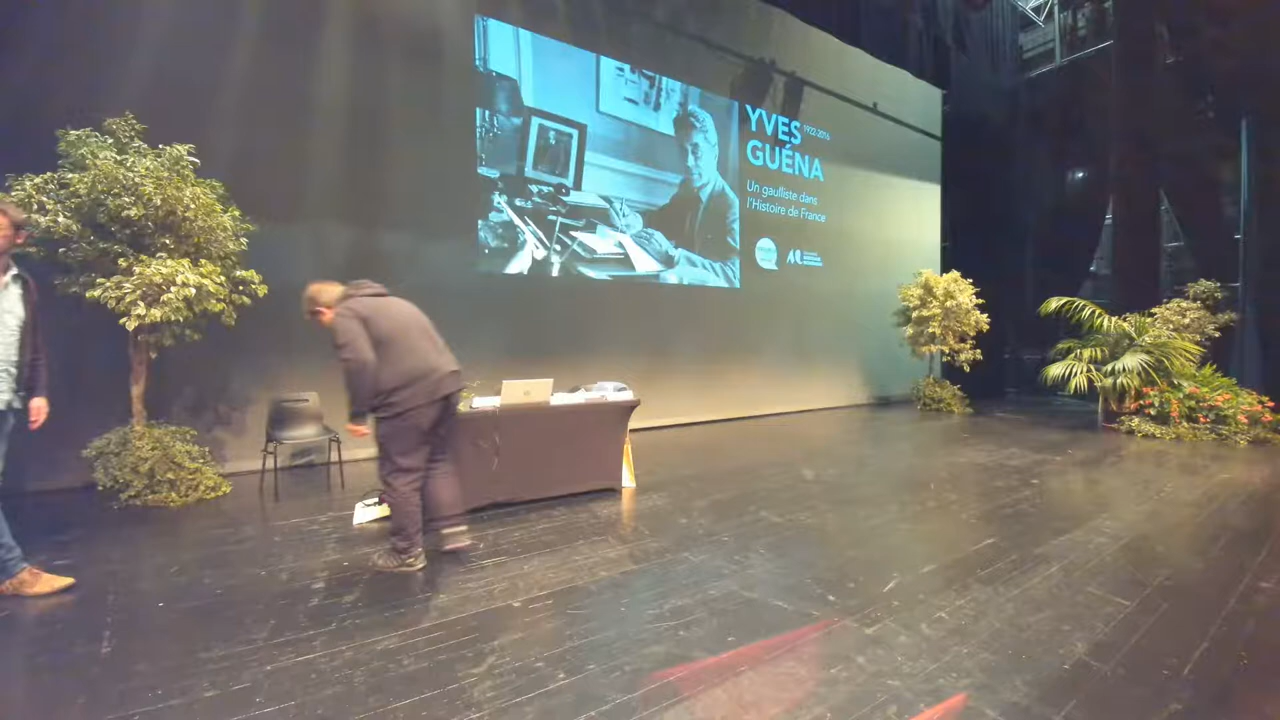 YVES 1922-2016
GUÉNA
Un gaulliste dans
l'Histoire de France